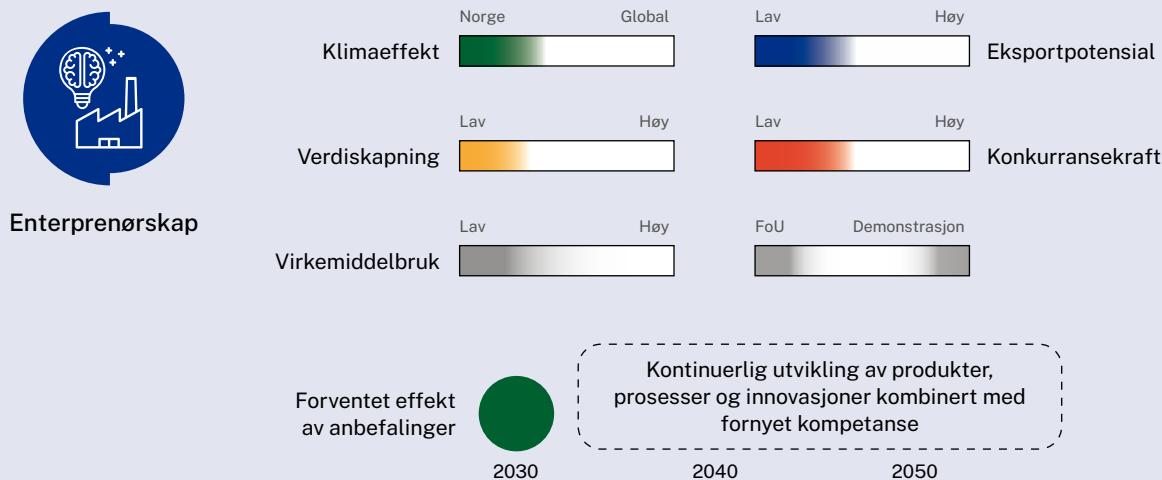 Norge Global
Klimaeffekt
Lav Høy
Eksportpotensial
Lav Høy
Verdiskapning
Lav Høy
Konkurransekraft
Enterprenørskap
Lav Høy
Virkemiddelbruk
FoU Demonstrasjon
Forventet effekt
av anbefalinger
Kontinuerlig utvikling av produkter,
prosesser og innovasjoner kombinert med
fornyet kompetanse
2030 2040 2050